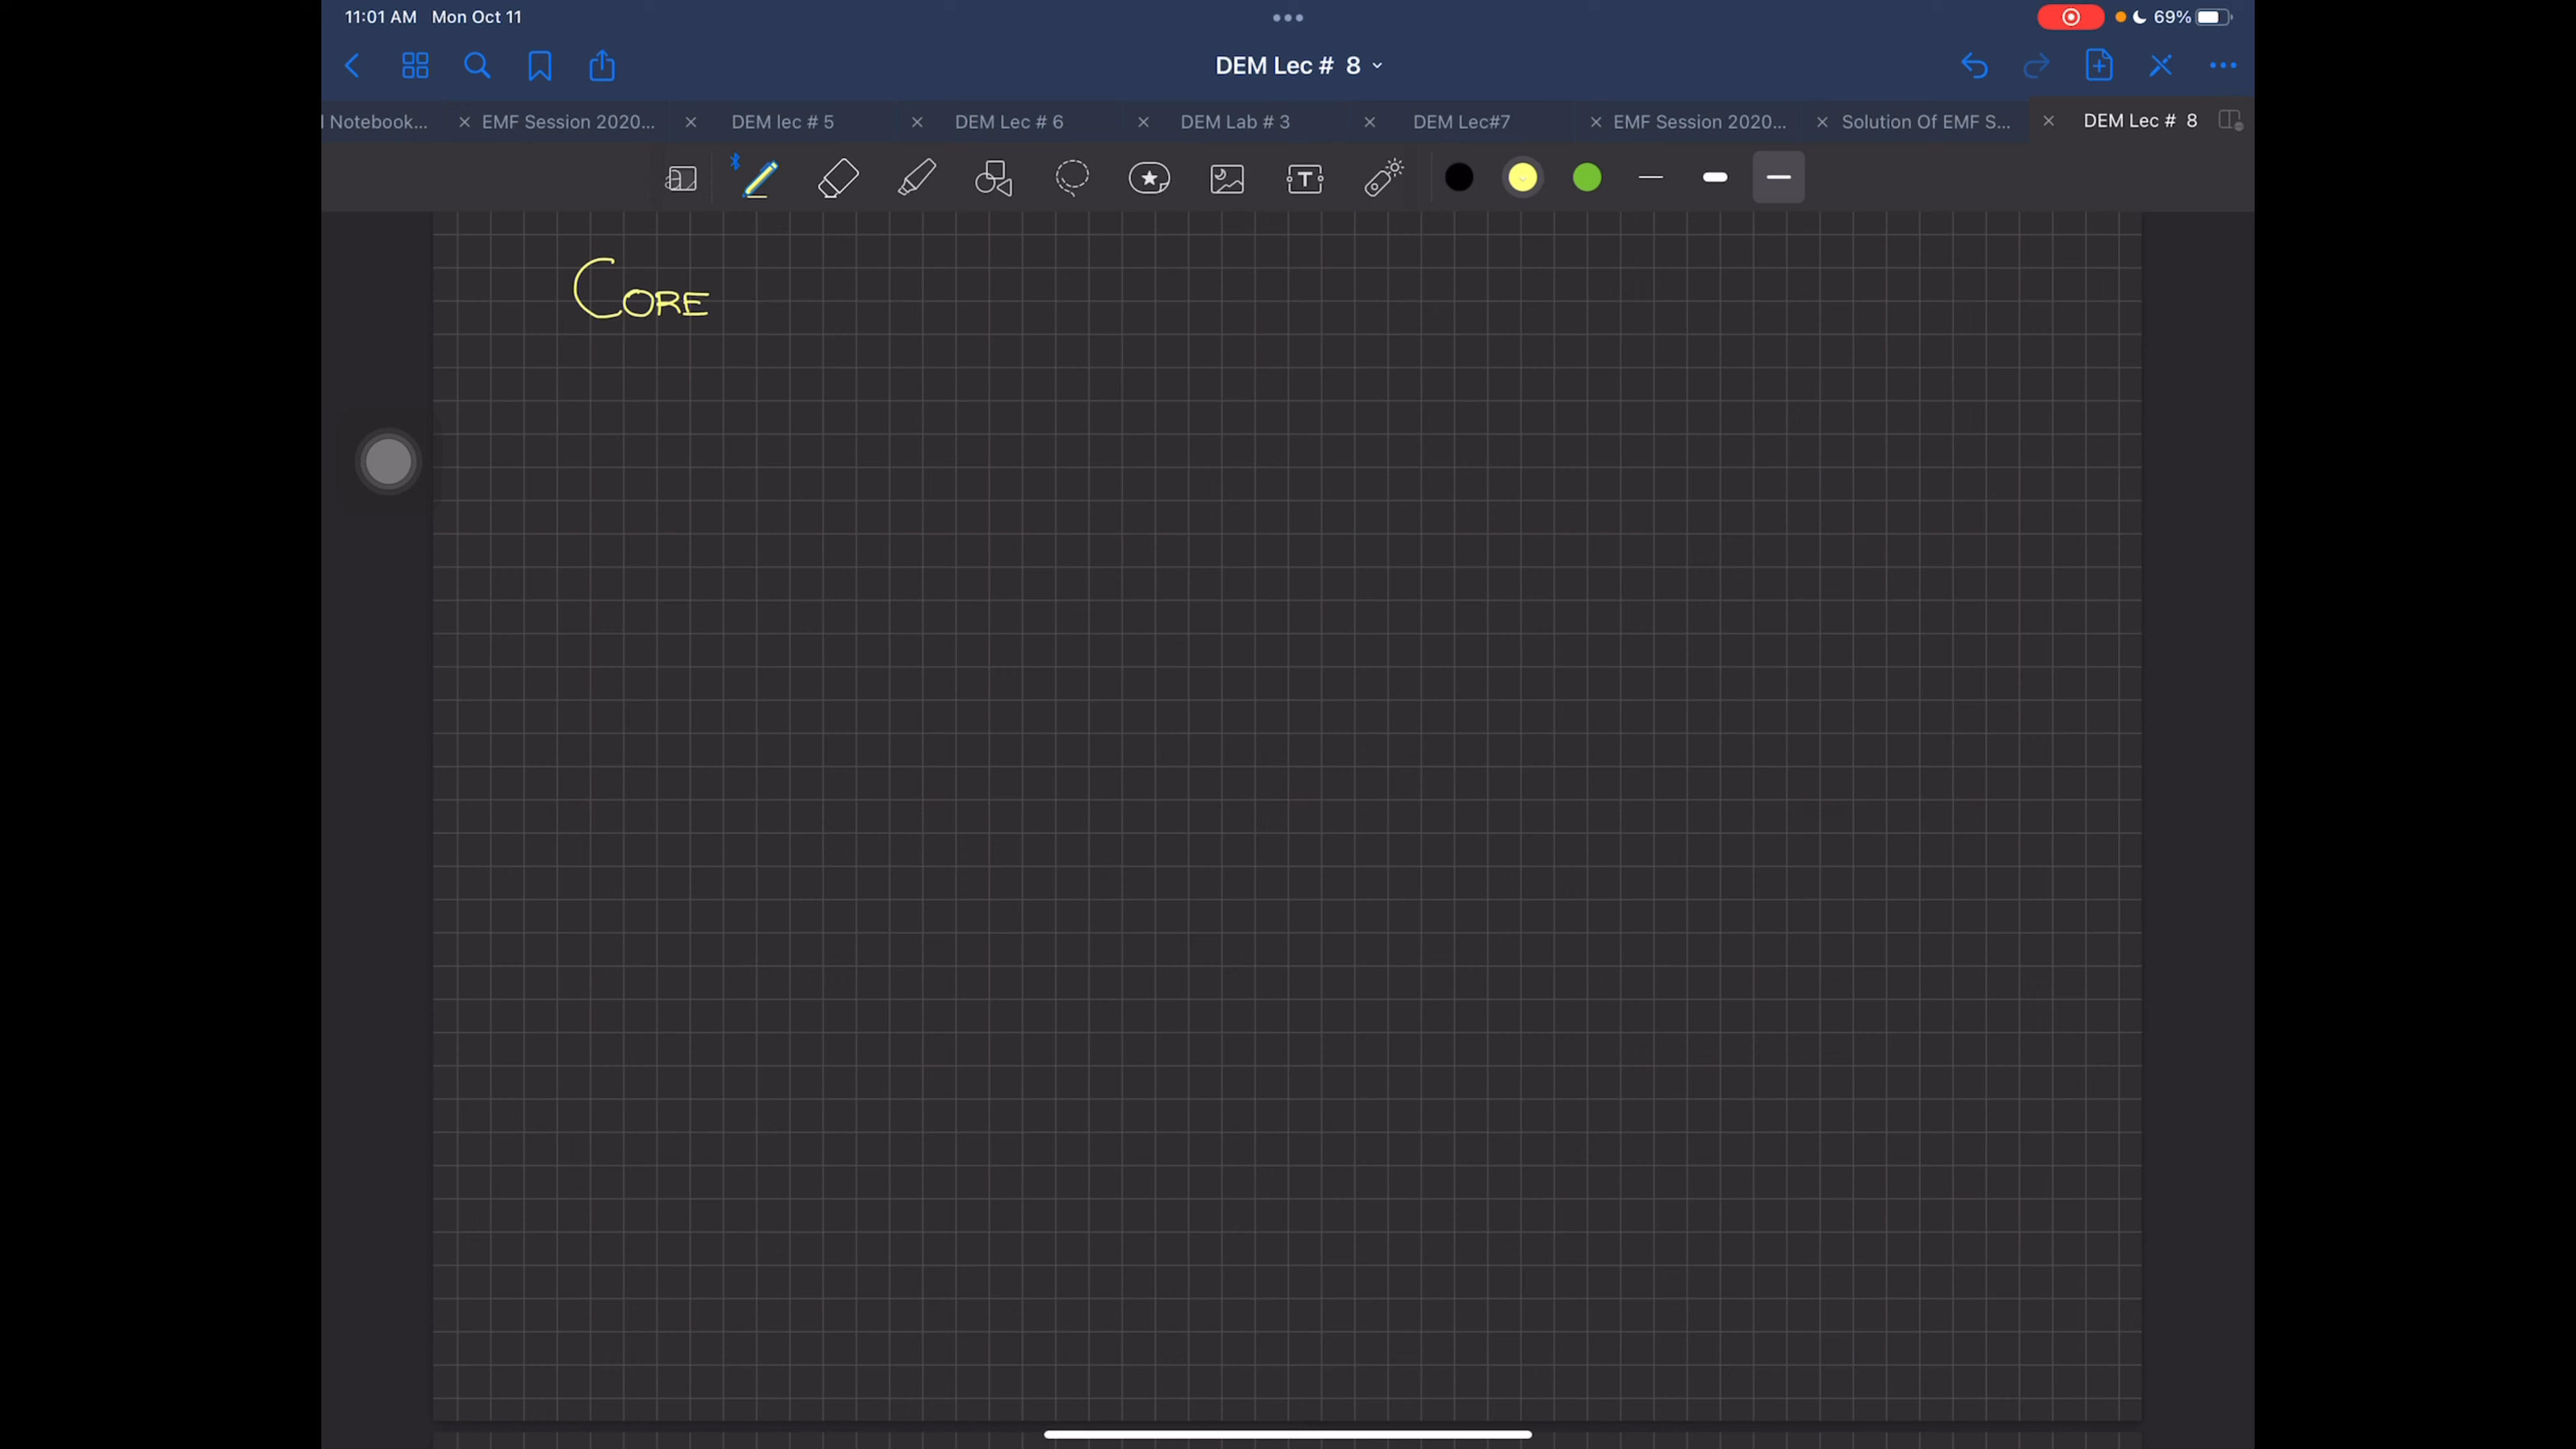 11:01 AM Mon Oct 11
69%
DEM Lec # 8
l Notebook... EMF Session 2020... DEM lec # 5 DEM Lec # 6 DEM Lab # 3 DEM Lec#7 EMF Session 2020... Solution Of EMF S... DEM Lec # 8
CORE